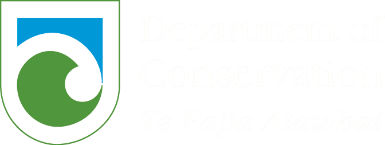 Department of
Conservation
Te Papa Atawhai